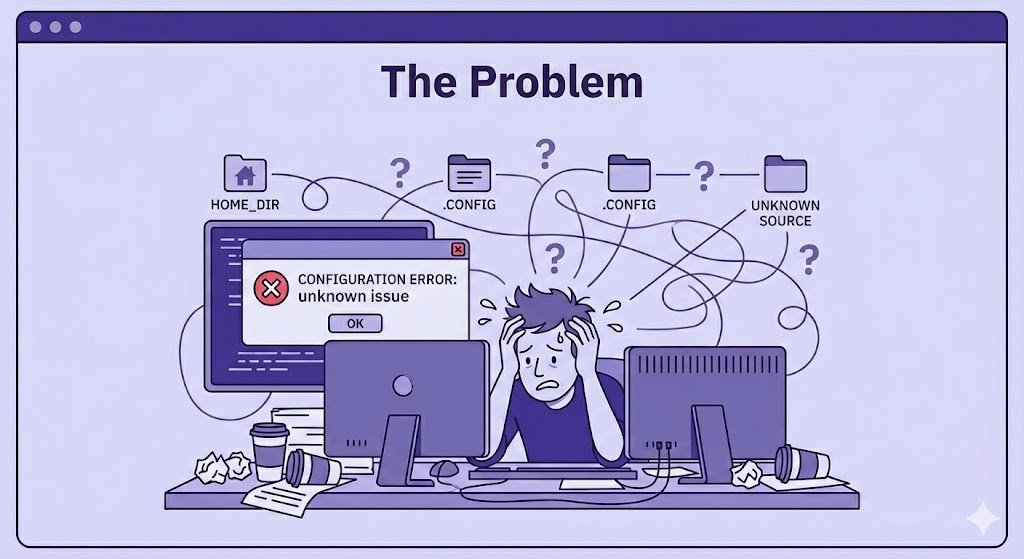 The Problem
?
?
?
HOME_DIR
.CONFIG
.CONFIG
UNKNOWN
SOURCE
?
?
CONFIGURATION ERROR:
unknown issue
OK